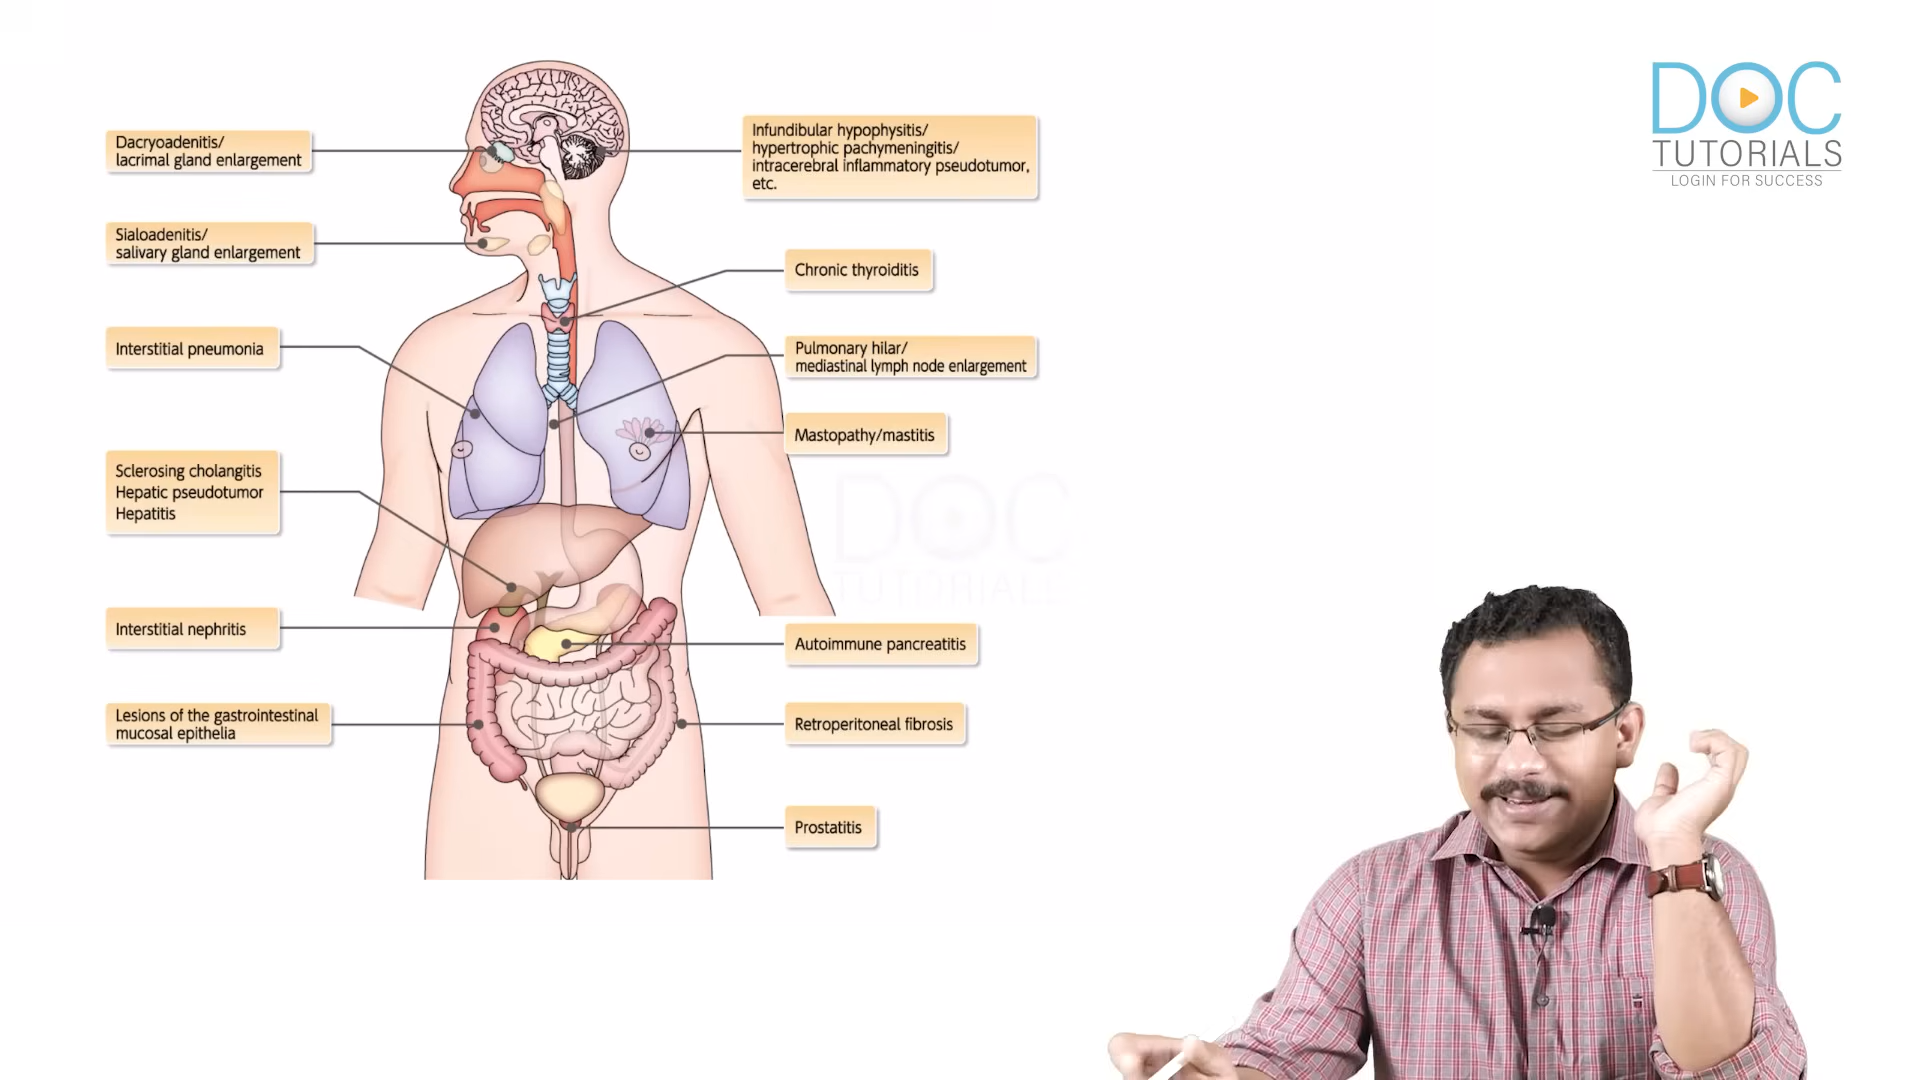 Dacryoadenitis/
lacrimal gland enlargement
Sialoadenitis/
salivary gland enlargement
Interstitial pneumonia
Sclerosing cholangitis
Hepatic pseudotumor
Hepatitis
Interstitial nephritis
Lesions of the gastrointestinal
mucosal epithelia
Infundibular hypophysitis/
hypertrophic pachymeningitis/
intracerebral inflammatory pseudotumor,
etc.
Chronic thyroiditis
Pulmonary hilar/
mediastinal lymph node enlargement
Mastopathy/mastitis
Autoimmune pancreatitis
Retroperitoneal fibrosis
Prostatitis
DOC
TUTORIALS
DOC
TUTORIALS
LOGIN FOR SUCCESS